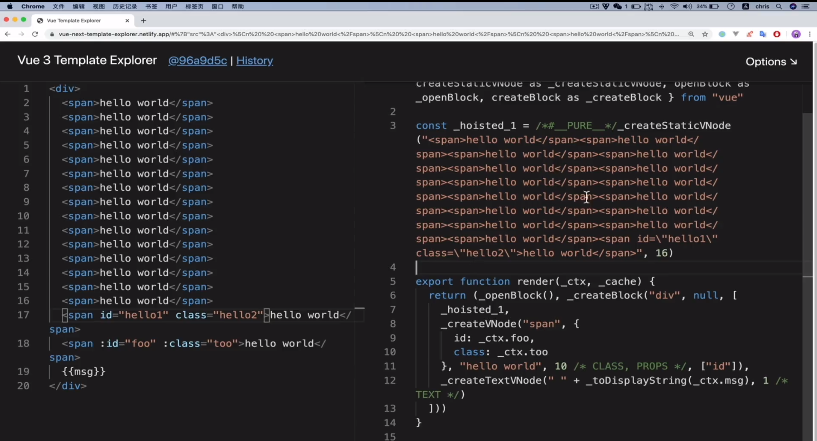 Chrome 文件 编辑 视图 历史记录 书签 用户 标签页 窗口 帮助
24% chris
Vue Template Explorer
vue-next-template-explorer.netlify.app/#%7B"src"%3A"<div>%5Cn%20%20<span>hello%20world<%2Fspan>%5Cn%20%20<span>hello%20world<%2Fspan>%5Cn%20%20<span>hello%20world<%2Fspan>%5Cn%20%20<span>hello%20world<%2Fspan>%5Cn%20%20...
Vue 3 Template Explorer @96a9d5c | History Options
1 <div>
2 <span>hello world</span>
3 <span>hello world</span>
4 <span>hello world</span>
5 <span>hello world</span>
6 <span>hello world</span>
7 <span>hello world</span>
8 <span>hello world</span>
9 <span>hello world</span>
10 <span>hello world</span>
11 <span>hello world</span>
12 <span>hello world</span>
13 <span>hello world</span>
14 <span>hello world</span>
15 <span>hello world</span>
16 <span>hello world</span>
17 <span id="hello1" class="hello2">hello world</
span>
18 <span :id="foo" :class="too">hello world</
span>
19 {{msg}}
20 </div>
createStaticVNode as _createStaticVNode, openBlock as
_openBlock, createBlock as _createBlock } from "vue"
2
3 const _hoisted_1 = /*#__PURE__*/_createStaticVNode
("<span>hello world</span><span>hello world</
span><span>hello world</span><span>hello world</
span><span>hello world</span><span>hello world</
span><span>hello world</span><span>hello world</
span><span>hello world</span><span>hello world</
span><span>hello world</span><span>hello world</
span><span>hello world</span><span>hello world</
span><span>hello world</span><span id=\"hello1\"
class=\"hello2\">hello world</span>", 16)
4
5 export function render(_ctx, _cache) {
6 return (_openBlock(), _createBlock("div", null, [
7 _hoisted_1,
8 _createVNode("span", {
9 id: _ctx.foo,
10 class: _ctx.too
11 }, "hello world", 10 /* CLASS, PROPS */, ["id"]),
12 _createTextVNode(" " + _toDisplayString(_ctx.msg), 1 /*
TEXT */)
13 ]))
14 }
15